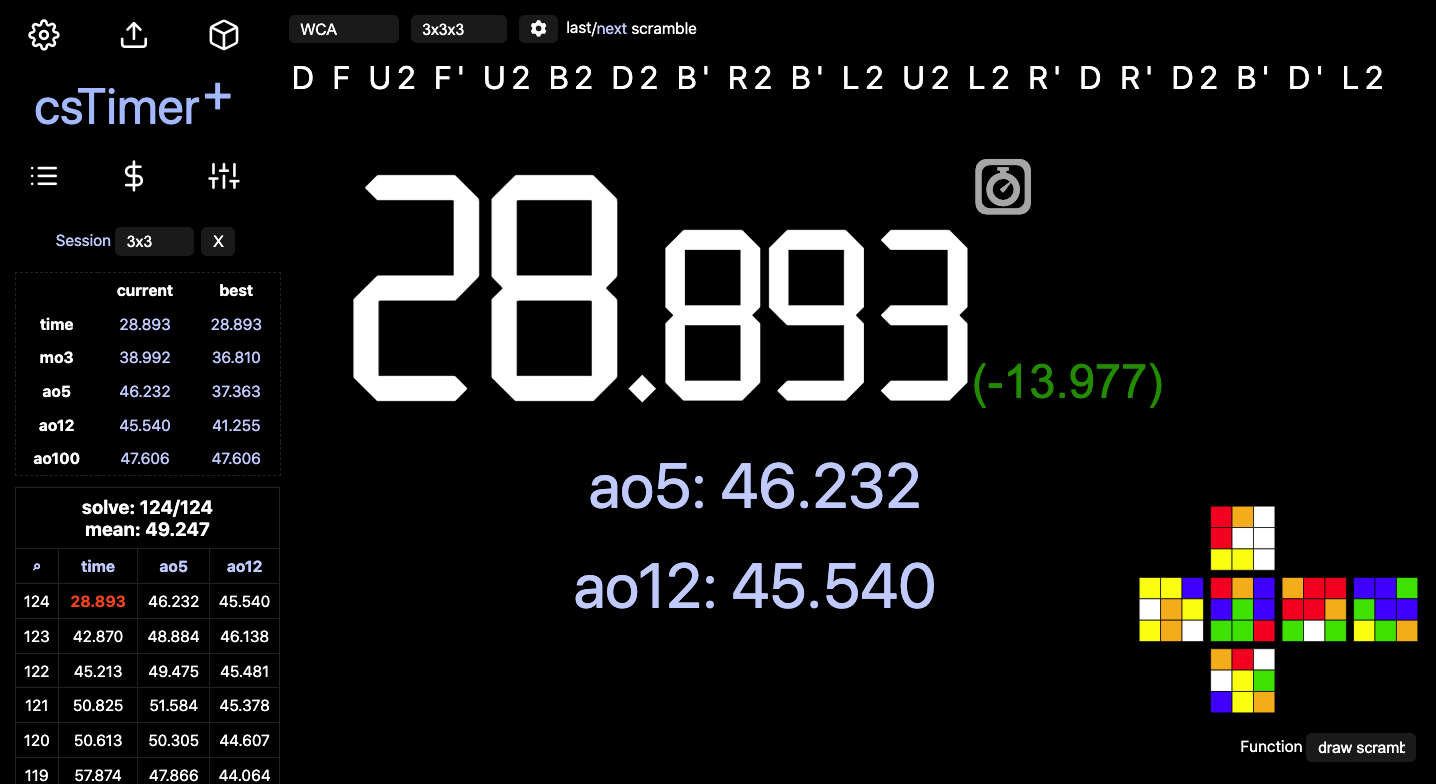 WCA 3x3x3 last/next scramble
D F U2 F' U2 B2 D2 B' R2 B' L2 U2 L2 R' D R' D2 B' D' L2
csTimer+
Session 3x3 X
current best
time 28.893 28.893
mo3 38.992 36.810
ao5 46.232 37.363
ao12 45.540 41.255
ao100 47.606 47.606
solve: 124/124
mean: 49.247
time ao5 ao12
124 28.893 46.232 45.540
123 42.870 48.884 46.138
122 45.213 49.475 45.481
121 50.825 51.584 45.378
120 50.613 50.305 44.607
119 57.874 47.866 44.064
28.893
(-13.977)
ao5: 46.232
ao12: 45.540
Function draw scramt